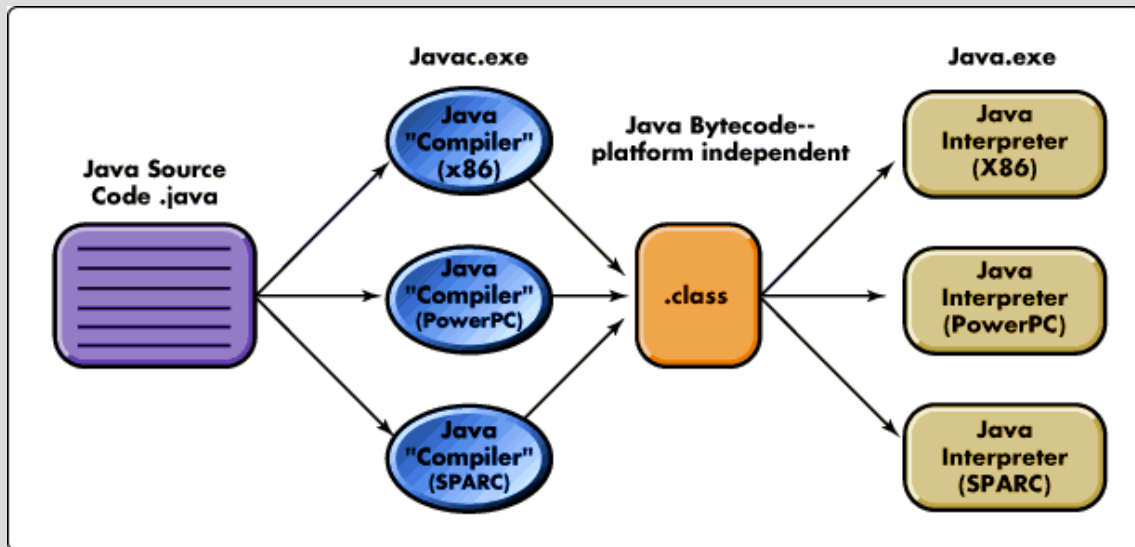 Java Source
Code .java
Javac.exe
Java
"Compiler"
(x86)
Java
"Compiler"
(PowerPC)
Java
"Compiler"
(SPARC)
Java Bytecode--
platform independent
.class
Java.exe
Java
Interpreter
(X86)
Java
Interpreter
(PowerPC)
Java
Interpreter
(SPARC)